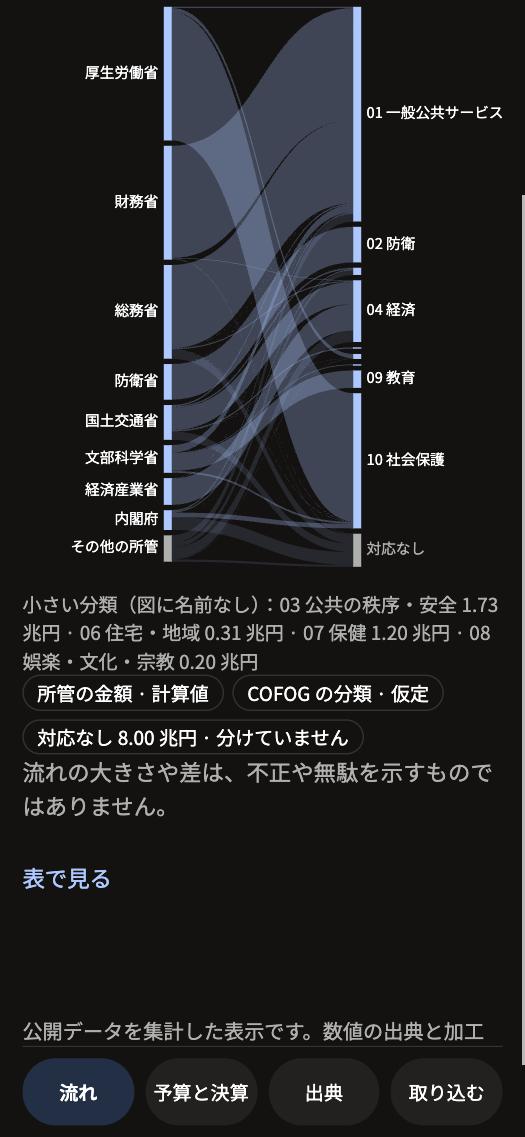 厚生労働省
01 一般公共サービス
財務省
02 防衛
総務省
04 経済
防衛省
09 教育
国土交通省
文部科学省
10 社会保護
経済産業省
内閣府
その他の所管
対応なし
小さい分類（図に名前なし）：03 公共の秩序・安全 1.73
兆円 · 06 住宅・地域 0.31 兆円 · 07 保健 1.20 兆円 · 08
娯楽・文化・宗教 0.20 兆円
所管の金額 · 計算値
COFOG の分類 · 仮定
対応なし 8.00 兆円 · 分けていません
流れの大きさや差は、不正や無駄を示すもので
はありません。
表で見る
公開データを集計した表示です。数値の出典と加工
流れ
予算と決算
出典
取り込む